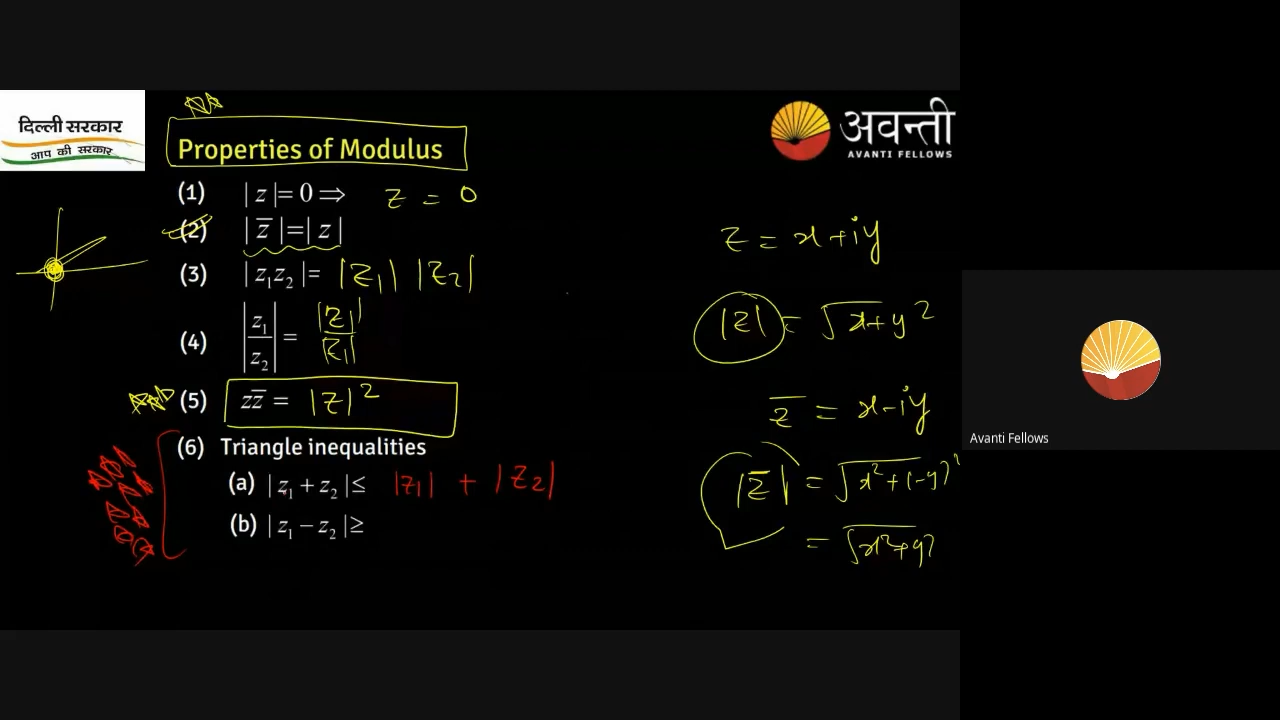 दिल्ली सरकार
आप की सरकार
अवन्ती
AVANTI FELLOWS
Properties of Modulus
(1) |z|=0⇒ z = 0
(2) |z̅|=|z|
(3) |z₁z₂|= |z₁| |z₂|
(4) |z₁/z₂| = |z₁|/|z₁|
(5) zz̅ = |z|²
(6) Triangle inequalities
(a) |z₁ + z₂|≤ |z₁| + |z₂|
(b) |z₁ − z₂|≥
z = x+iy
|z| = √x+y²
z̅ = x-iy
|z̅| = √x²+(-y)²
= √x²+y²
Avanti Fellows